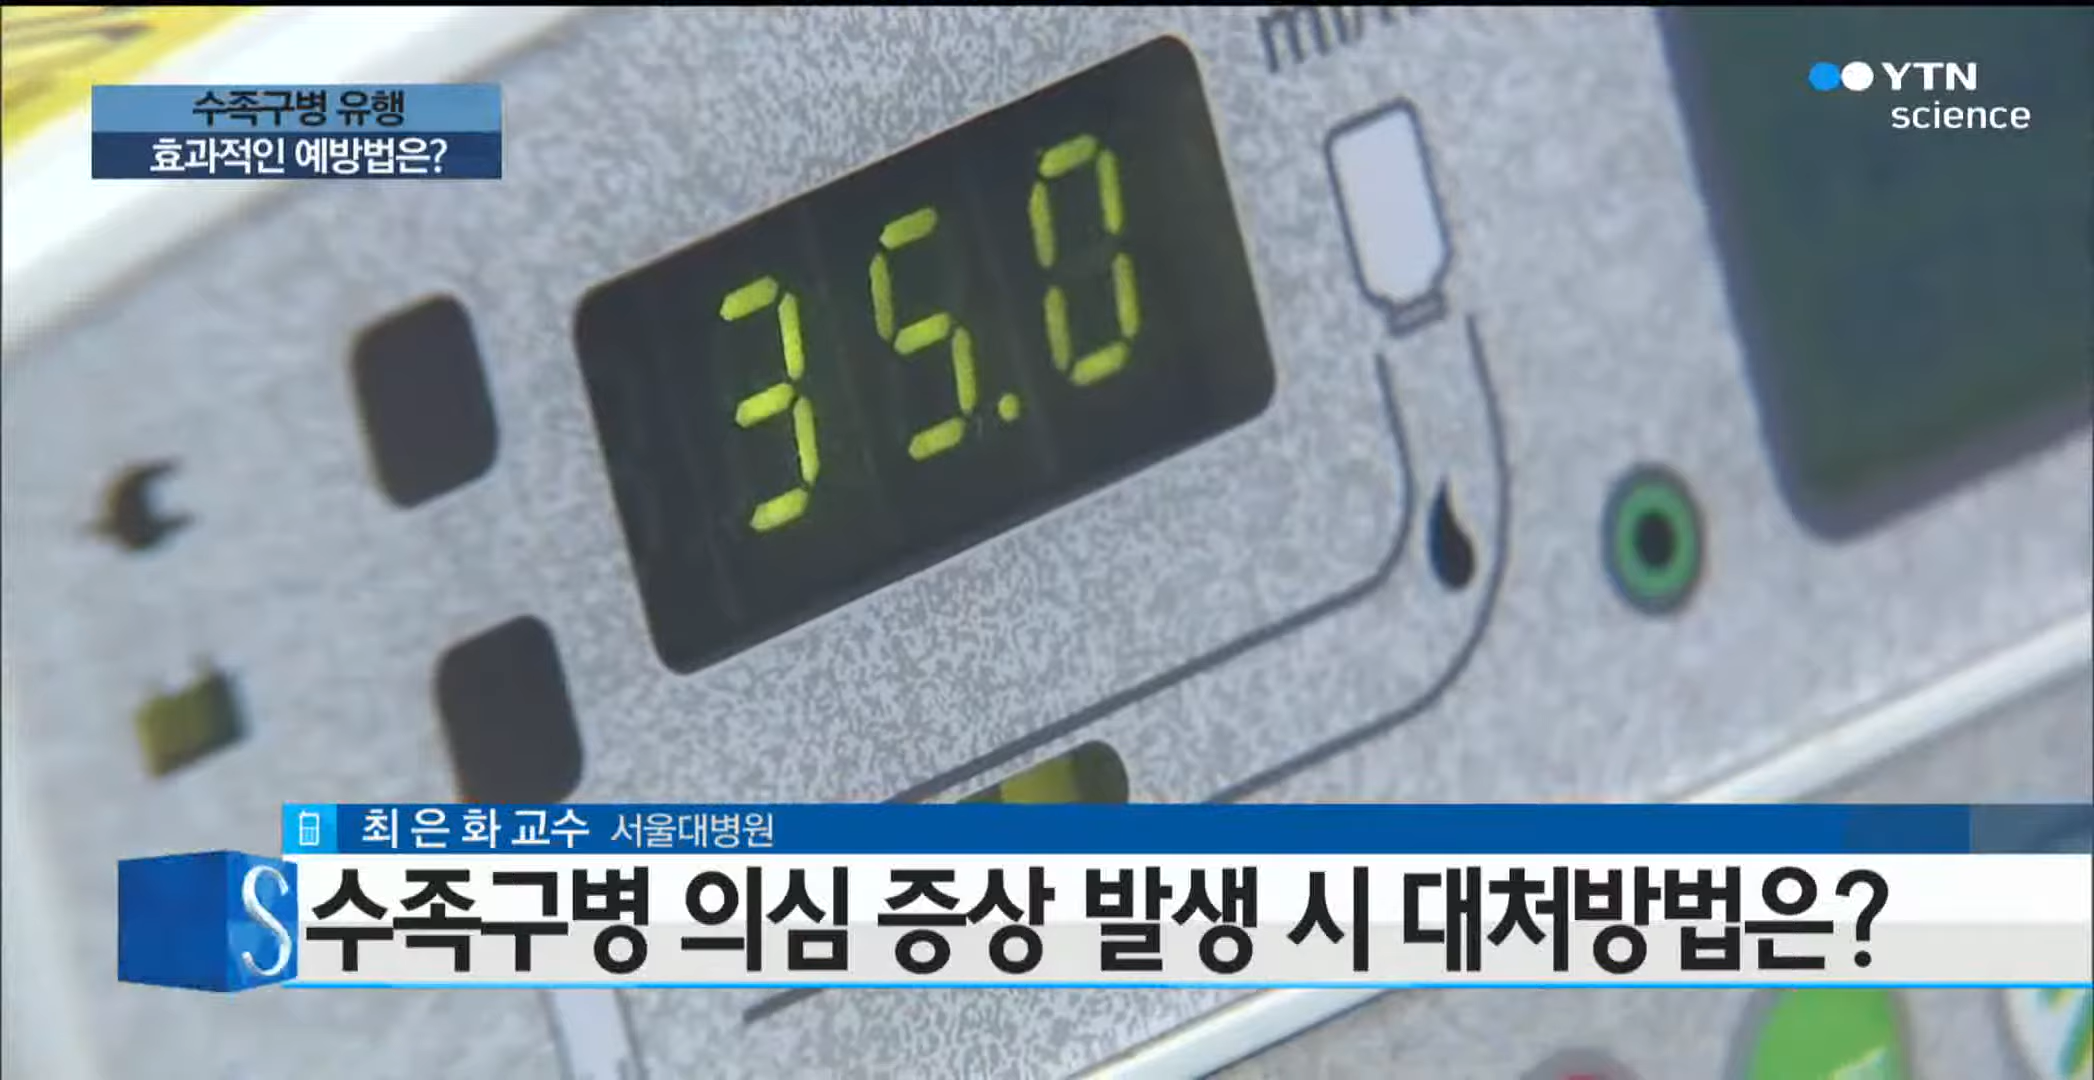 수족구병 유행
효과적인 예방법은?
YTN
science
35.0
최은화 교수 서울대병원
S
수족구병 의심 증상 발생 시 대처방법은?